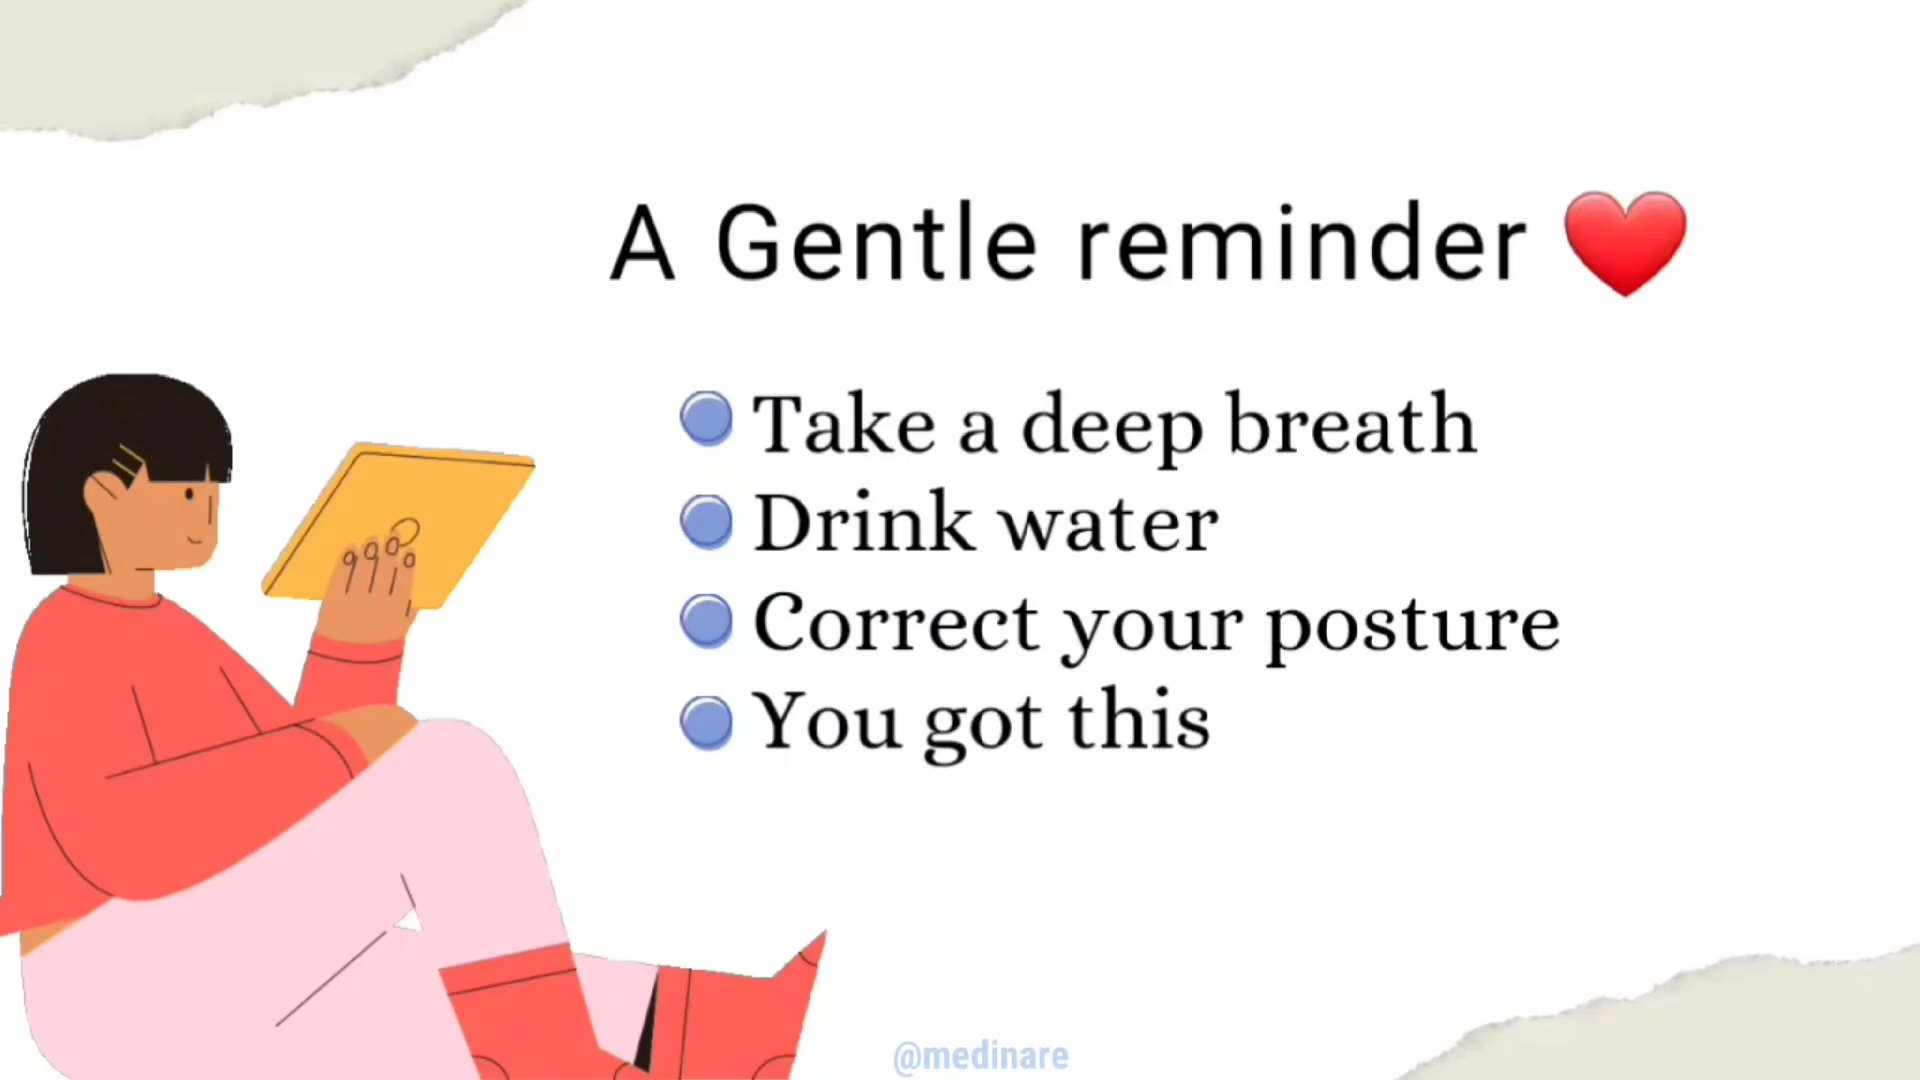 A Gentle reminder ❤️
Take a deep breath
Drink water
Correct your posture
You got this
@medinare